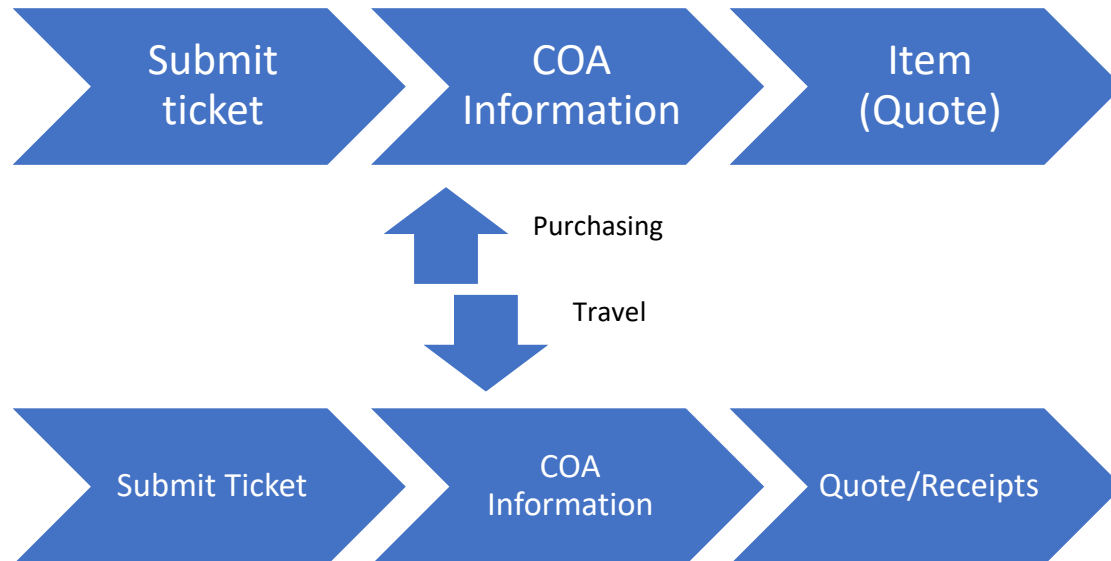 Submit
ticket
COA
Information
Item
(Quote)
Purchasing
Travel
Submit Ticket
COA
Information
Quote/Receipts